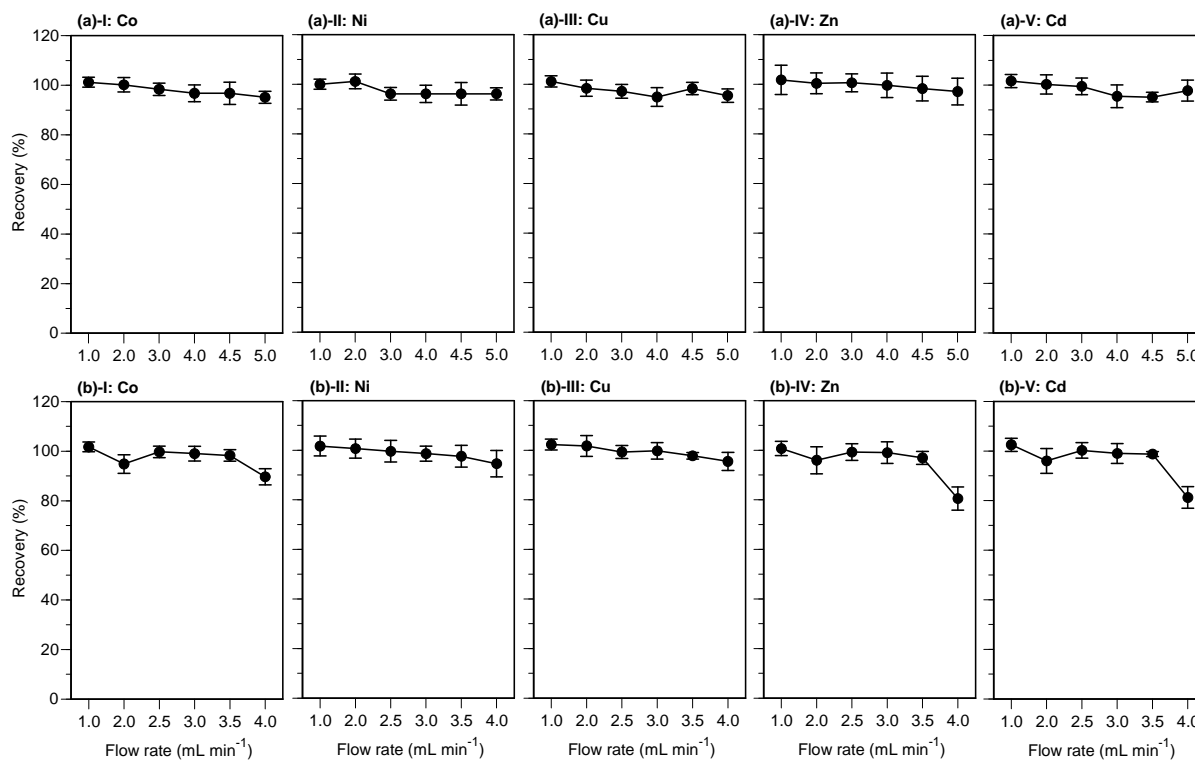 (a)-I: Co (a)-II: Ni (a)-III: Cu (a)-IV: Zn (a)-V: Cd
120
100
80
60
40
20
0
Recovery (%)
1.0 2.0 3.0 4.0 4.5 5.0 1.0 2.0 3.0 4.0 4.5 5.0 1.0 2.0 3.0 4.0 4.5 5.0 1.0 2.0 3.0 4.0 4.5 5.0 1.0 2.0 3.0 4.0 4.5 5.0
(b)-I: Co (b)-II: Ni (b)-III: Cu (b)-IV: Zn (b)-V: Cd
120
100
80
60
40
20
0
Recovery (%)
1.0 2.0 2.5 3.0 3.5 4.0 1.0 2.0 2.5 3.0 3.5 4.0 1.0 2.0 2.5 3.0 3.5 4.0 1.0 2.0 2.5 3.0 3.5 4.0 1.0 2.0 2.5 3.0 3.5 4.0
Flow rate (mL min⁻¹) Flow rate (mL min⁻¹) Flow rate (mL min⁻¹) Flow rate (mL min⁻¹) Flow rate (mL min⁻¹)